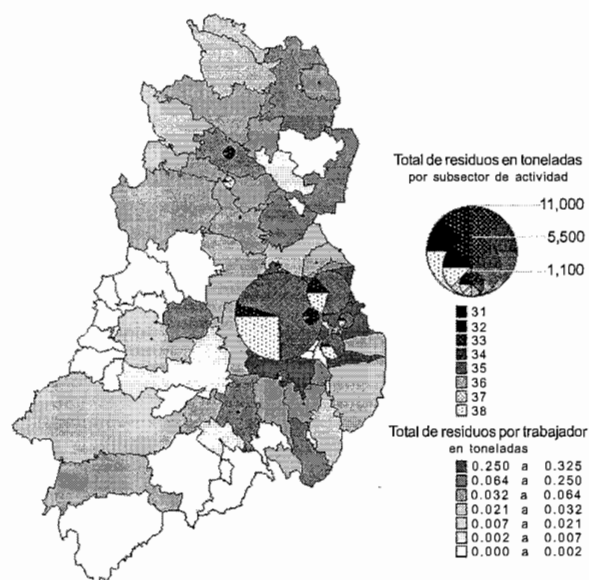 Total de residuos en toneladas
por subsector de actividad
11,000
5,500
1,100
31
32
33
34
35
36
37
38
Total de residuos por trabajador
en toneladas
0.250 a 0.325
0.064 a 0.250
0.032 a 0.064
0.021 a 0.032
0.007 a 0.021
0.002 a 0.007
0.000 a 0.002